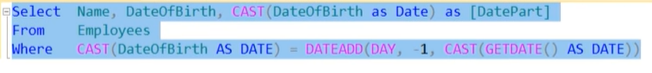 Select Name, DateOfBirth, CAST(DateOfBirth as Date) as [DatePart]
From Employees
Where CAST(DateOfBirth AS DATE) = DATEADD(DAY, -1, CAST(GETDATE() AS DATE))